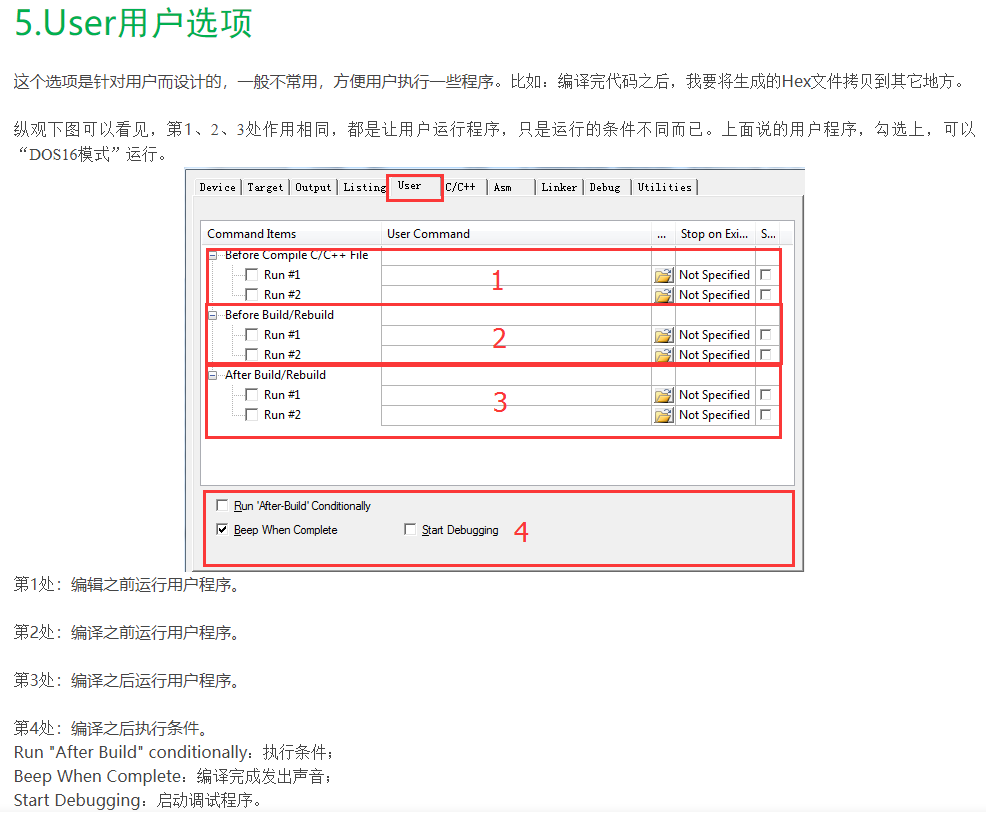 5.User用户选项
这个选项是针对用户而设计的，一般不常用，方便用户执行一些程序。比如：编译完代码之后，我要将生成的Hex文件拷贝到其它地方。
纵观下图可以看见，第1、2、3处作用相同，都是让用户运行程序，只是运行的条件不同而已。上面说的用户程序，勾选上，可以
“DOS16模式”运行。
Device Target Output Listing User C/C++ Asm Linker Debug Utilities
Command Items User Command ... Stop on Exi... S...
Before Compile C/C++ File
Run #1 1 Not Specified
Run #2 Not Specified
Before Build/Rebuild
Run #1 2 Not Specified
Run #2 Not Specified
After Build/Rebuild
Run #1 3 Not Specified
Run #2 Not Specified
Run 'After-Build' Conditionally
Beep When Complete Start Debugging 4
第1处：编辑之前运行用户程序。
第2处：编译之前运行用户程序。
第3处：编译之后运行用户程序。
第4处：编译之后执行条件。
Run "After Build" conditionally：执行条件；
Beep When Complete：编译完成发出声音；
Start Debugging：启动调试程序。